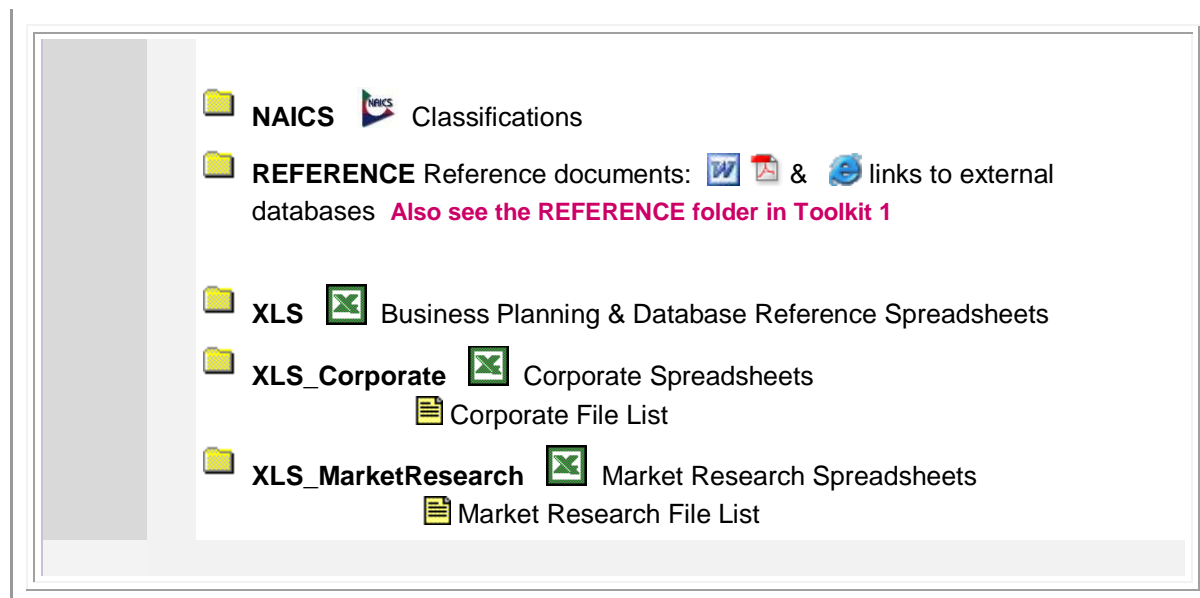 NAICS NAICS Classifications
REFERENCE Reference documents: W & links to external
databases Also see the REFERENCE folder in Toolkit 1
XLS Business Planning & Database Reference Spreadsheets
XLS_Corporate Corporate Spreadsheets
Corporate File List
XLS_MarketResearch Market Research Spreadsheets
Market Research File List